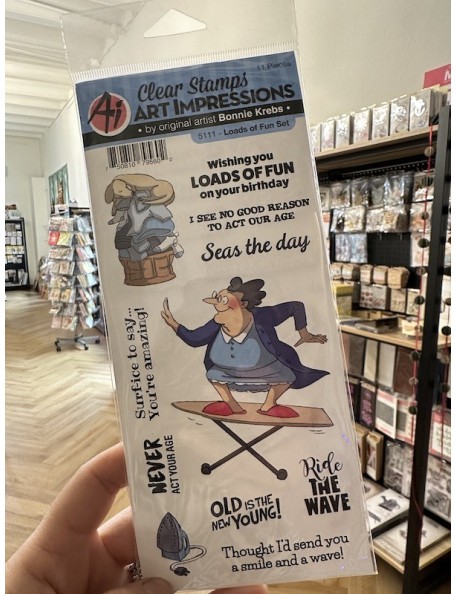 11 Pieces
Ai
Clear Stamps
ART IMPRESSIONS
• by original artist Bonnie Krebs •
5111 - Loads of Fun Set
Wishing you
LOADS OF FUN
on your birthday
I SEE NO GOOD REASON
TO ACT OUR AGE
Seas the day
Surf-ice to say...
You're amazing!
NEVER
ACT YOUR AGE
OLD IS THE
NEW YOUNG!
Ride
THE
WAVE
Thought I'd send you
a smile and a wave!